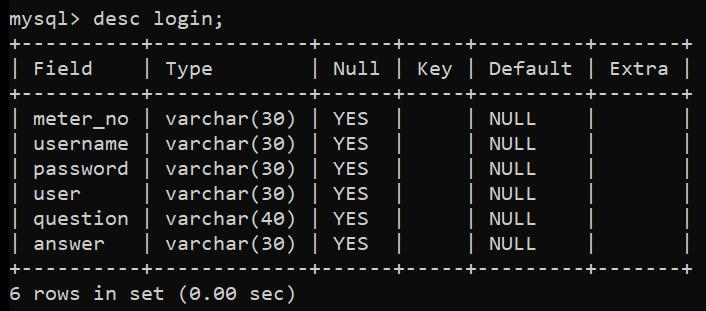 mysql> desc login;
+----------+-------------+------+-----+---------+-------+
| Field    | Type        | Null | Key | Default | Extra |
+----------+-------------+------+-----+---------+-------+
| meter_no | varchar(30) | YES  |     | NULL    |       |
| username | varchar(30) | YES  |     | NULL    |       |
| password | varchar(30) | YES  |     | NULL    |       |
| user     | varchar(30) | YES  |     | NULL    |       |
| question | varchar(40) | YES  |     | NULL    |       |
| answer   | varchar(30) | YES  |     | NULL    |       |
+----------+-------------+------+-----+---------+-------+
6 rows in set (0.00 sec)